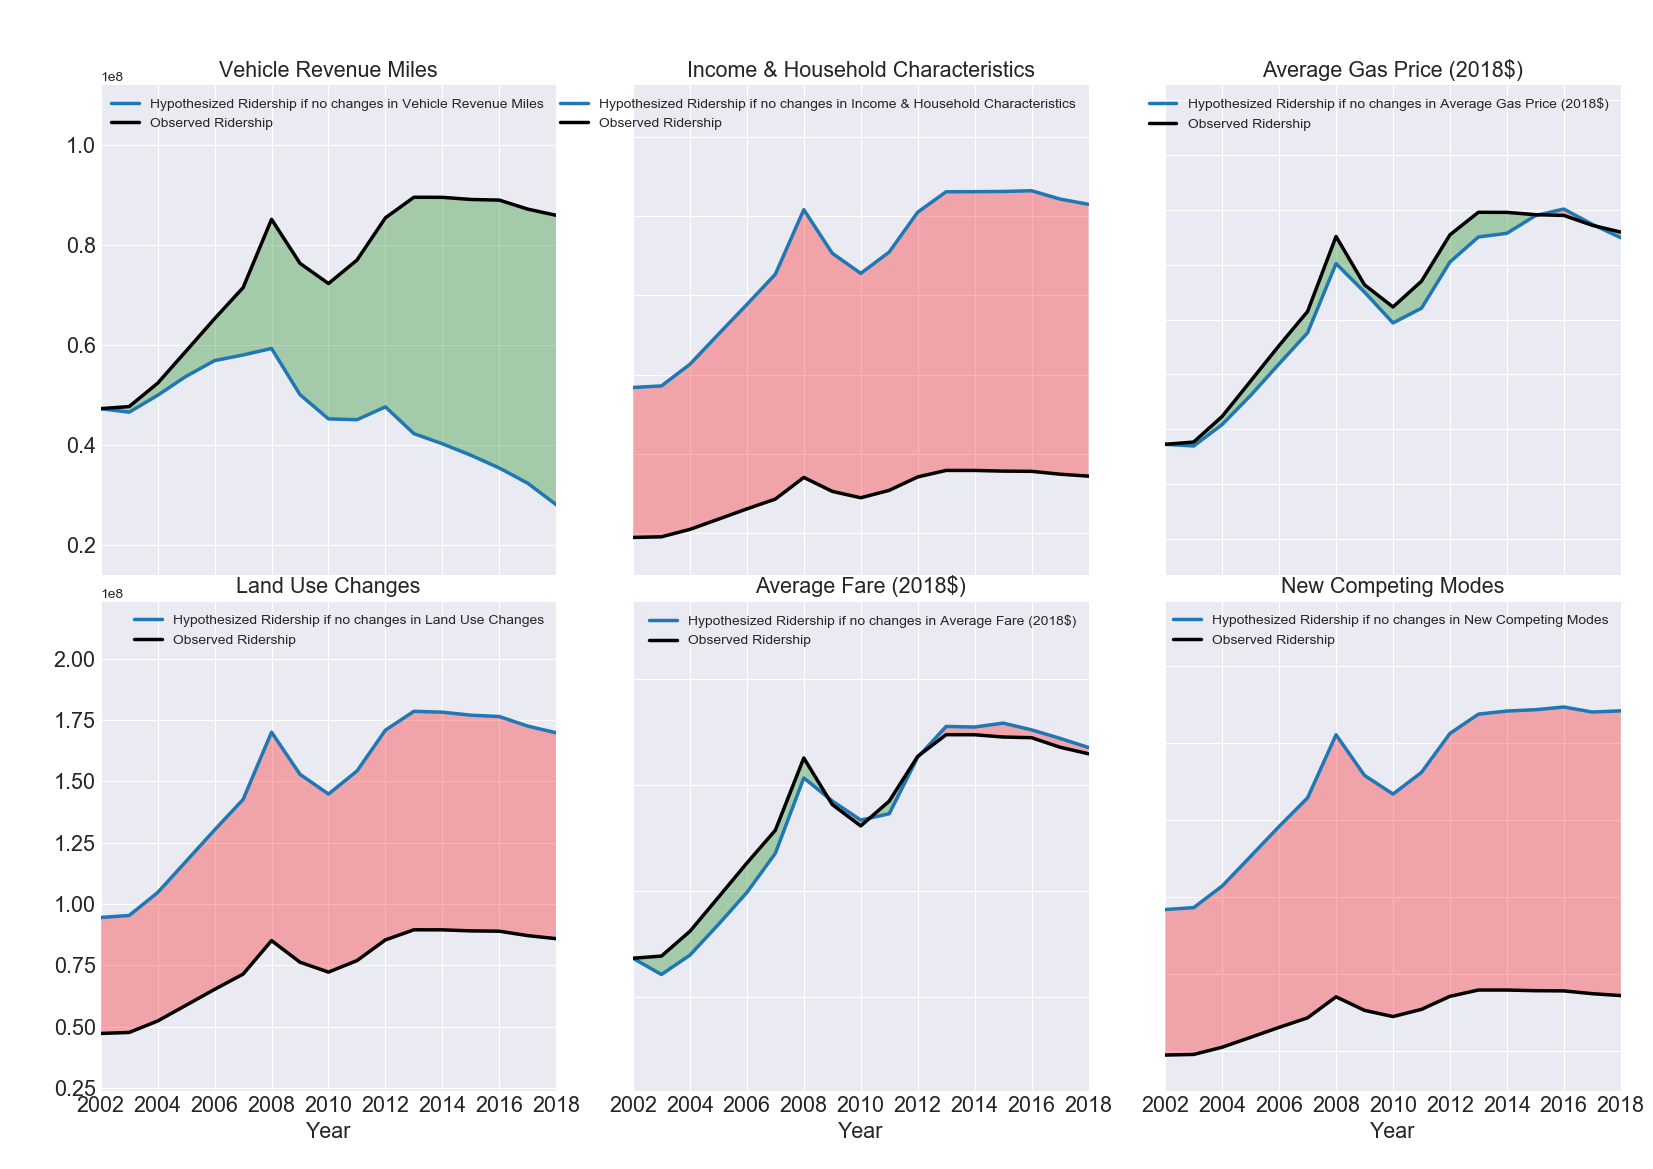 Vehicle Revenue Miles
1e8
Hypothesized Ridership if no changes in Vehicle Revenue Miles
Observed Ridership
1.0
0.8
0.6
0.4
0.2
Income & Household Characteristics
Hypothesized Ridership if no changes in Income & Household Characteristics
Observed Ridership
Average Gas Price (2018$)
Hypothesized Ridership if no changes in Average Gas Price (2018$)
Observed Ridership
Land Use Changes
1e8
Hypothesized Ridership if no changes in Land Use Changes
Observed Ridership
2.00
1.75
1.50
1.25
1.00
0.75
0.50
0.25
2002 2004 2006 2008 2010 2012 2014 2016 2018
Year
Average Fare (2018$)
Hypothesized Ridership if no changes in Average Fare (2018$)
Observed Ridership
2002 2004 2006 2008 2010 2012 2014 2016 2018
Year
New Competing Modes
Hypothesized Ridership if no changes in New Competing Modes
Observed Ridership
2002 2004 2006 2008 2010 2012 2014 2016 2018
Year